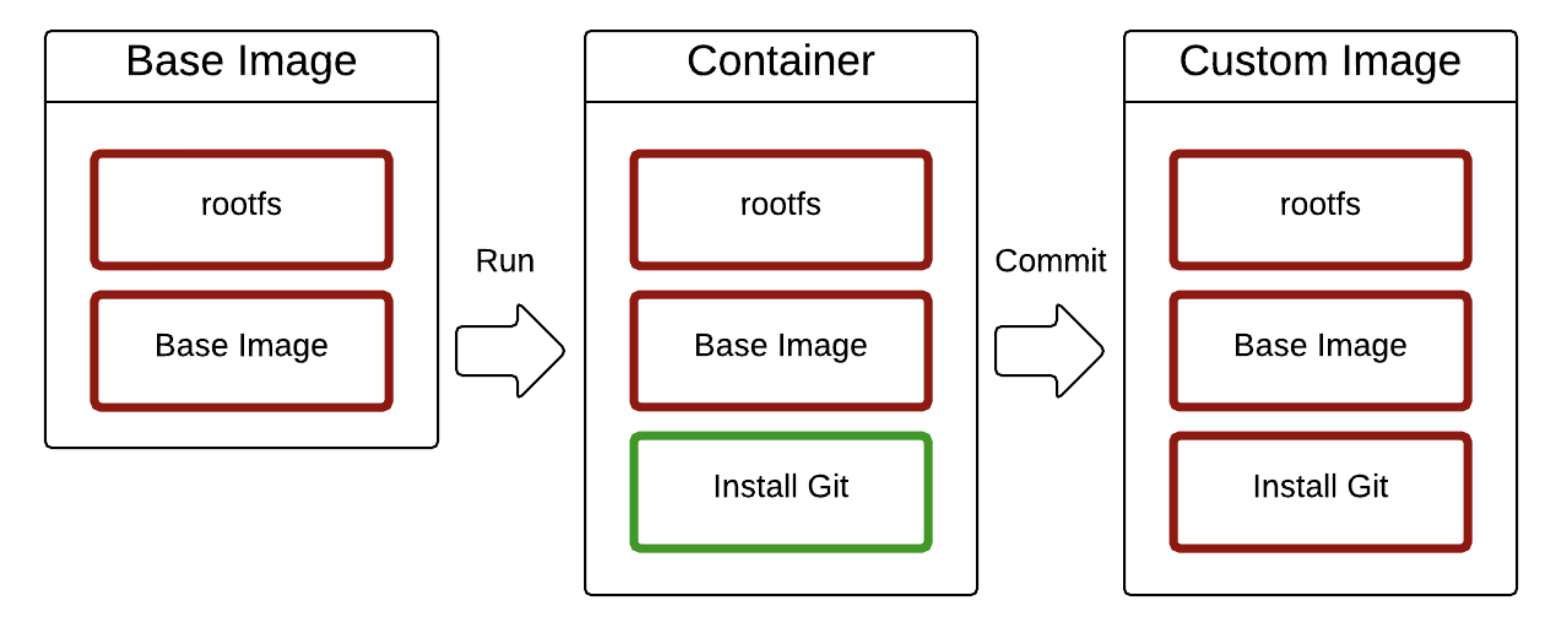 Base Image
rootfs
Base Image
Run
Container
rootfs
Base Image
Install Git
Commit
Custom Image
rootfs
Base Image
Install Git